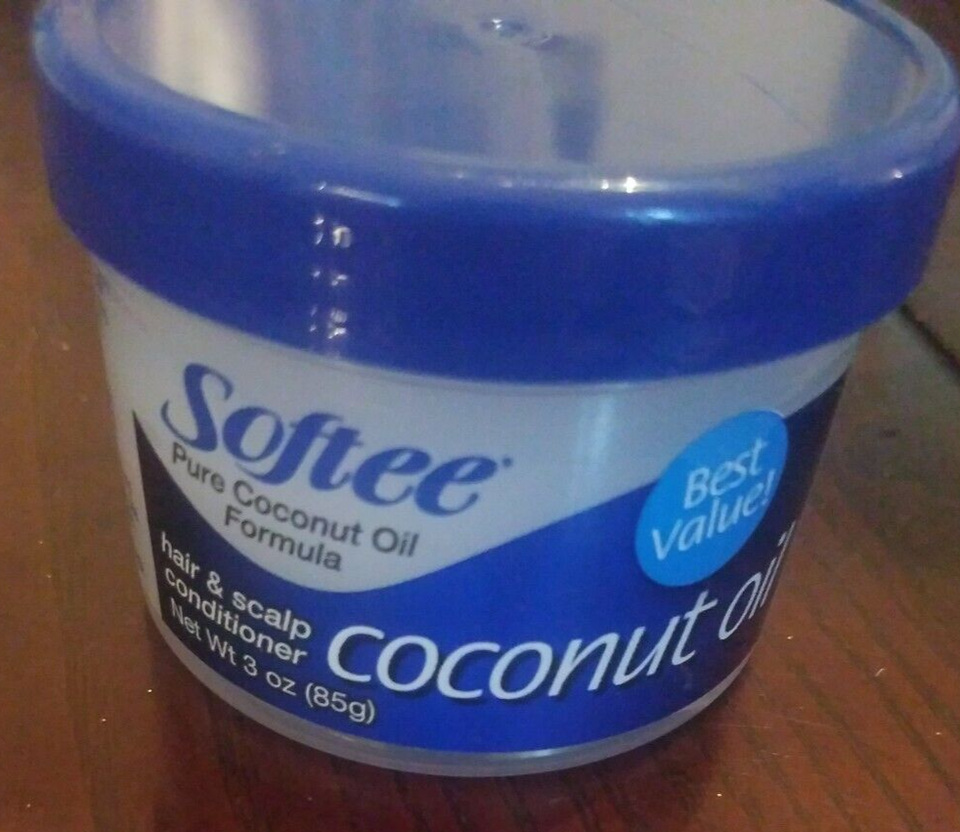 Softee
Pure Coconut Oil
Formula
Best
Value!
hair & scalp
conditioner
Net Wt 3 oz (85g)
coconut oil